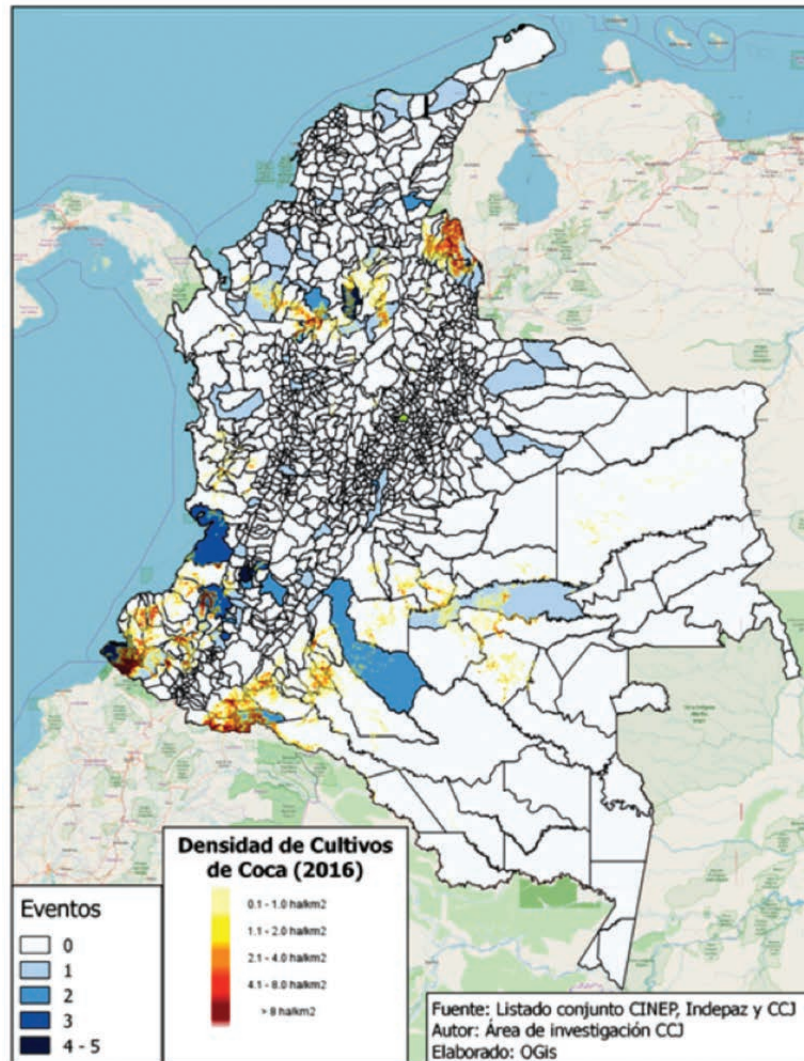 Densidad de Cultivos
de Coca (2016)
0.1 - 1.0 ha/km2
1.1 - 2.0 ha/km2
2.1 - 4.0 ha/km2
4.1 - 8.0 ha/km2
> 8 ha/km2
Eventos
0
1
2
3
4 - 5
Fuente: Listado conjunto CINEP, Indepaz y CCJ
Autor: Área de investigación CCJ
Elaborado: QGis